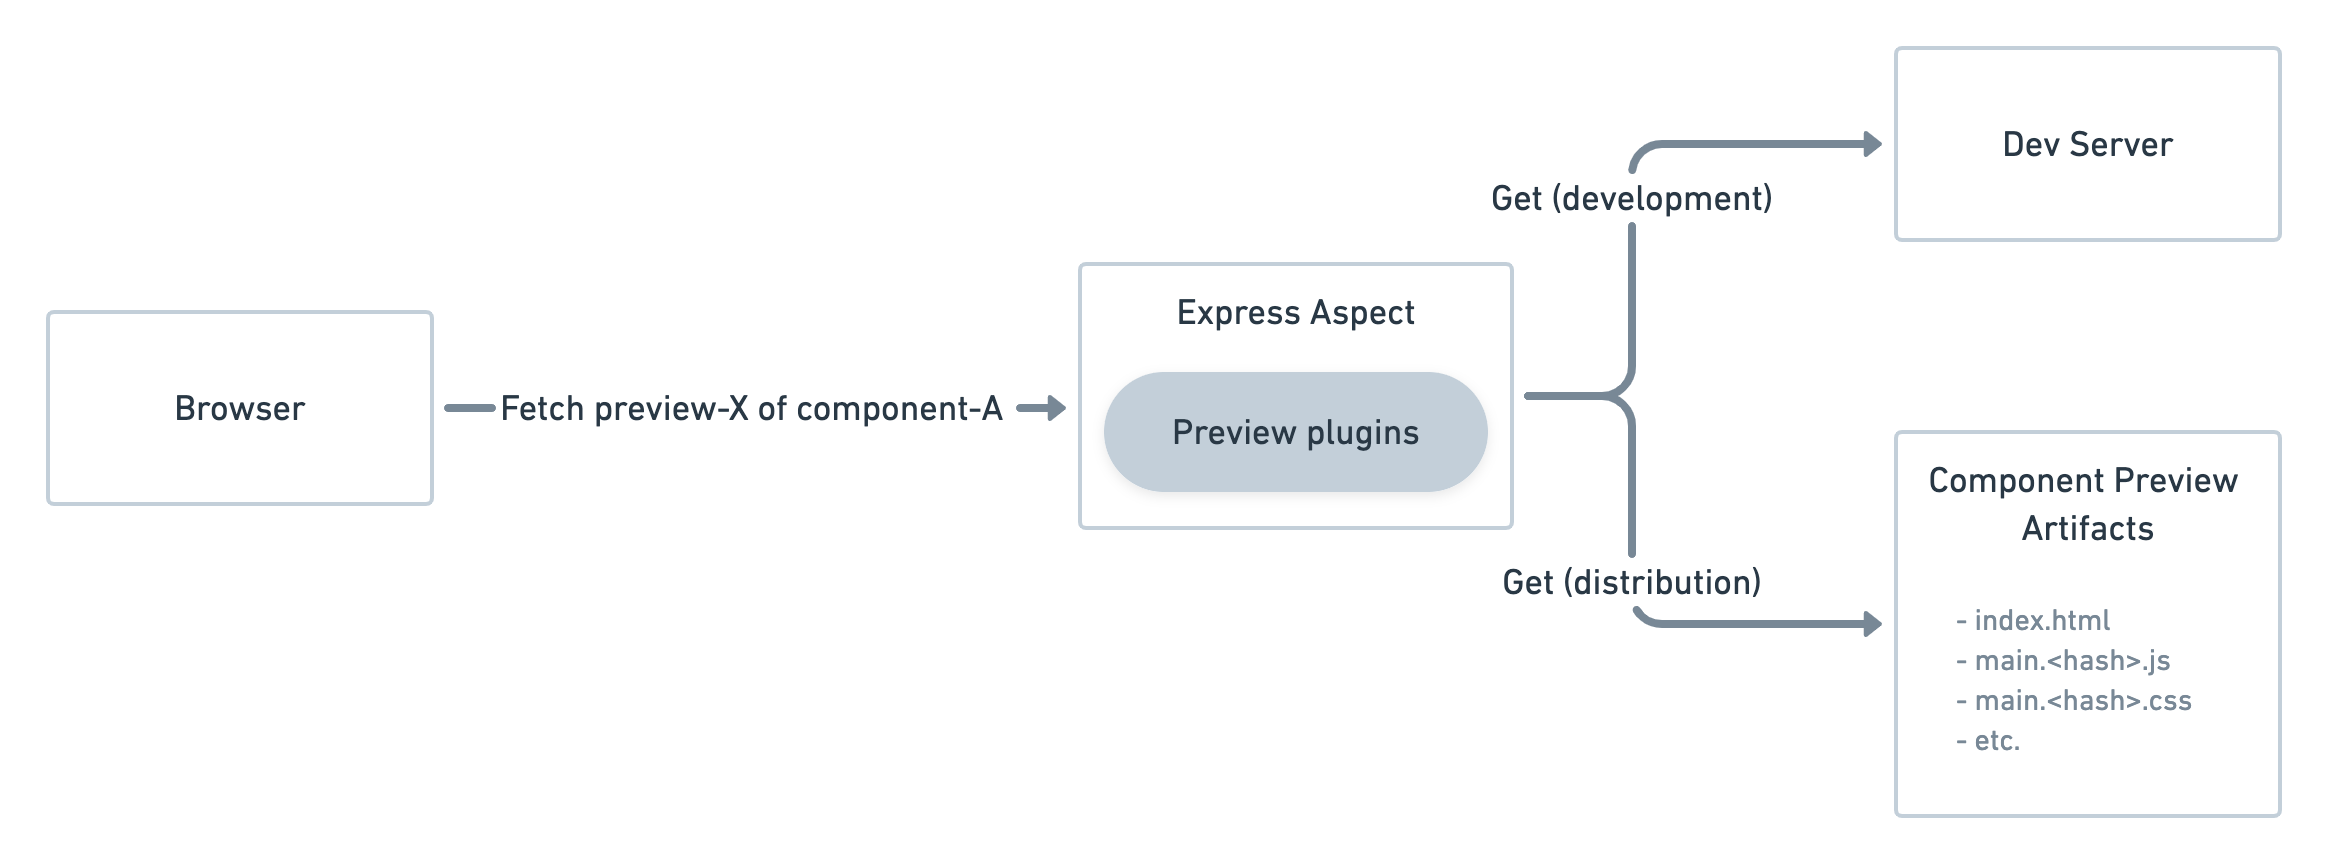 Browser
Fetch preview-X of component-A
Express Aspect
Preview plugins
Get (development)
Dev Server
Get (distribution)
Component Preview
Artifacts
- index.html
- main.<hash>.js
- main.<hash>.css
- etc.